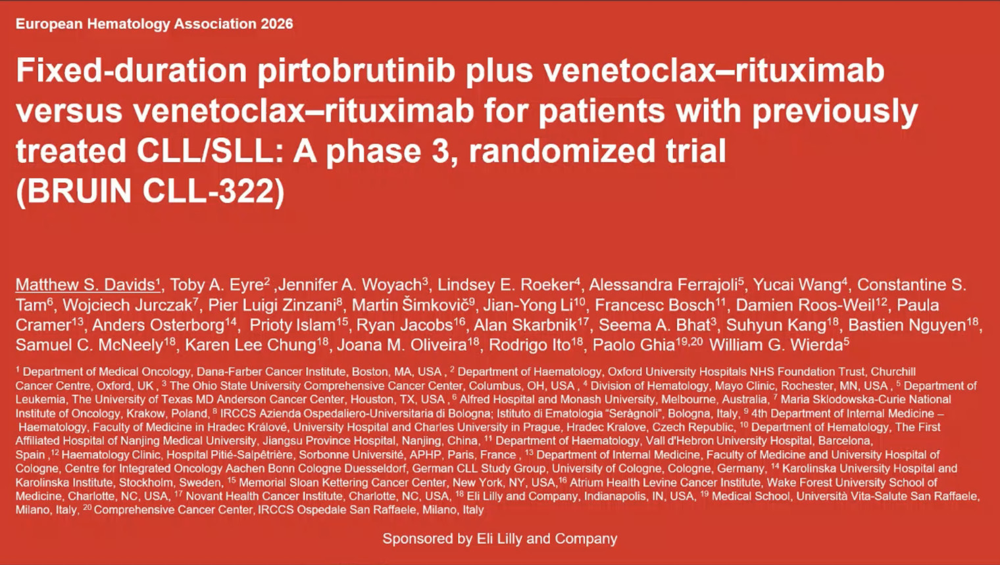 European Hematology Association 2026
Fixed-duration pirtobrutinib plus venetoclax–rituximab
versus venetoclax–rituximab for patients with previously
treated CLL/SLL: A phase 3, randomized trial
(BRUIN CLL-322)
Matthew S. Davids¹, Toby A. Eyre² ,Jennifer A. Woyach³, Lindsey E. Roeker⁴, Alessandra Ferrajoli⁵, Yucai Wang⁴, Constantine S.
Tam⁶, Wojciech Jurczak⁷, Pier Luigi Zinzani⁸, Martin Šimkovič⁹, Jian-Yong Li¹⁰, Francesc Bosch¹¹, Damien Roos-Weil¹², Paula
Cramer¹³, Anders Osterborg¹⁴, Prioty Islam¹⁵, Ryan Jacobs¹⁶, Alan Skarbnik¹⁷, Seema A. Bhat³, Suhyun Kang¹⁸, Bastien Nguyen¹⁸,
Samuel C. McNeely¹⁸, Karen Lee Chung¹⁸, Joana M. Oliveira¹⁸, Rodrigo Ito¹⁸, Paolo Ghia¹⁹,²⁰ William G. Wierda⁵
¹ Department of Medical Oncology, Dana-Farber Cancer Institute, Boston, MA, USA , ² Department of Haematology, Oxford University Hospitals NHS Foundation Trust, Churchill
Cancer Centre, Oxford, UK , ³ The Ohio State University Comprehensive Cancer Center, Columbus, OH, USA , ⁴ Division of Hematology, Mayo Clinic, Rochester, MN, USA , ⁵ Department of
Leukemia, The University of Texas MD Anderson Cancer Center, Houston, TX, USA , ⁶ Alfred Hospital and Monash University, Melbourne, Australia, ⁷ Maria Sklodowska-Curie National
Institute of Oncology, Krakow, Poland, ⁸ IRCCS Azienda Ospedaliero-Universitaria di Bologna; Istituto di Ematologia “Seràgnoli”, Bologna, Italy, ⁹ 4th Department of Internal Medicine –
Haematology, Faculty of Medicine in Hradec Králové, University Hospital and Charles University in Prague, Hradec Kralove, Czech Republic, ¹⁰ Department of Hematology, The First
Affiliated Hospital of Nanjing Medical University, Jiangsu Province Hospital, Nanjing, China, ¹¹ Department of Haematology, Vall d'Hebron University Hospital, Barcelona,
Spain ,¹² Haematology Clinic, Hospital Pitié-Salpêtrière, Sorbonne Université, APHP, Paris, France , ¹³ Department of Internal Medicine, Faculty of Medicine and University Hospital of
Cologne, Centre for Integrated Oncology Aachen Bonn Cologne Duesseldorf, German CLL Study Group, University of Cologne, Cologne, Germany, ¹⁴ Karolinska University Hospital and
Karolinska Institute, Stockholm, Sweden, ¹⁵ Memorial Sloan Kettering Cancer Center, New York, NY, USA,¹⁶ Atrium Health Levine Cancer Institute, Wake Forest University School of
Medicine, Charlotte, NC, USA, ¹⁷ Novant Health Cancer Institute, Charlotte, NC, USA, ¹⁸ Eli Lilly and Company, Indianapolis, IN, USA, ¹⁹ Medical School, Università Vita-Salute San Raffaele,
Milano, Italy, ²⁰ Comprehensive Cancer Center, IRCCS Ospedale San Raffaele, Milano, Italy
Sponsored by Eli Lilly and Company